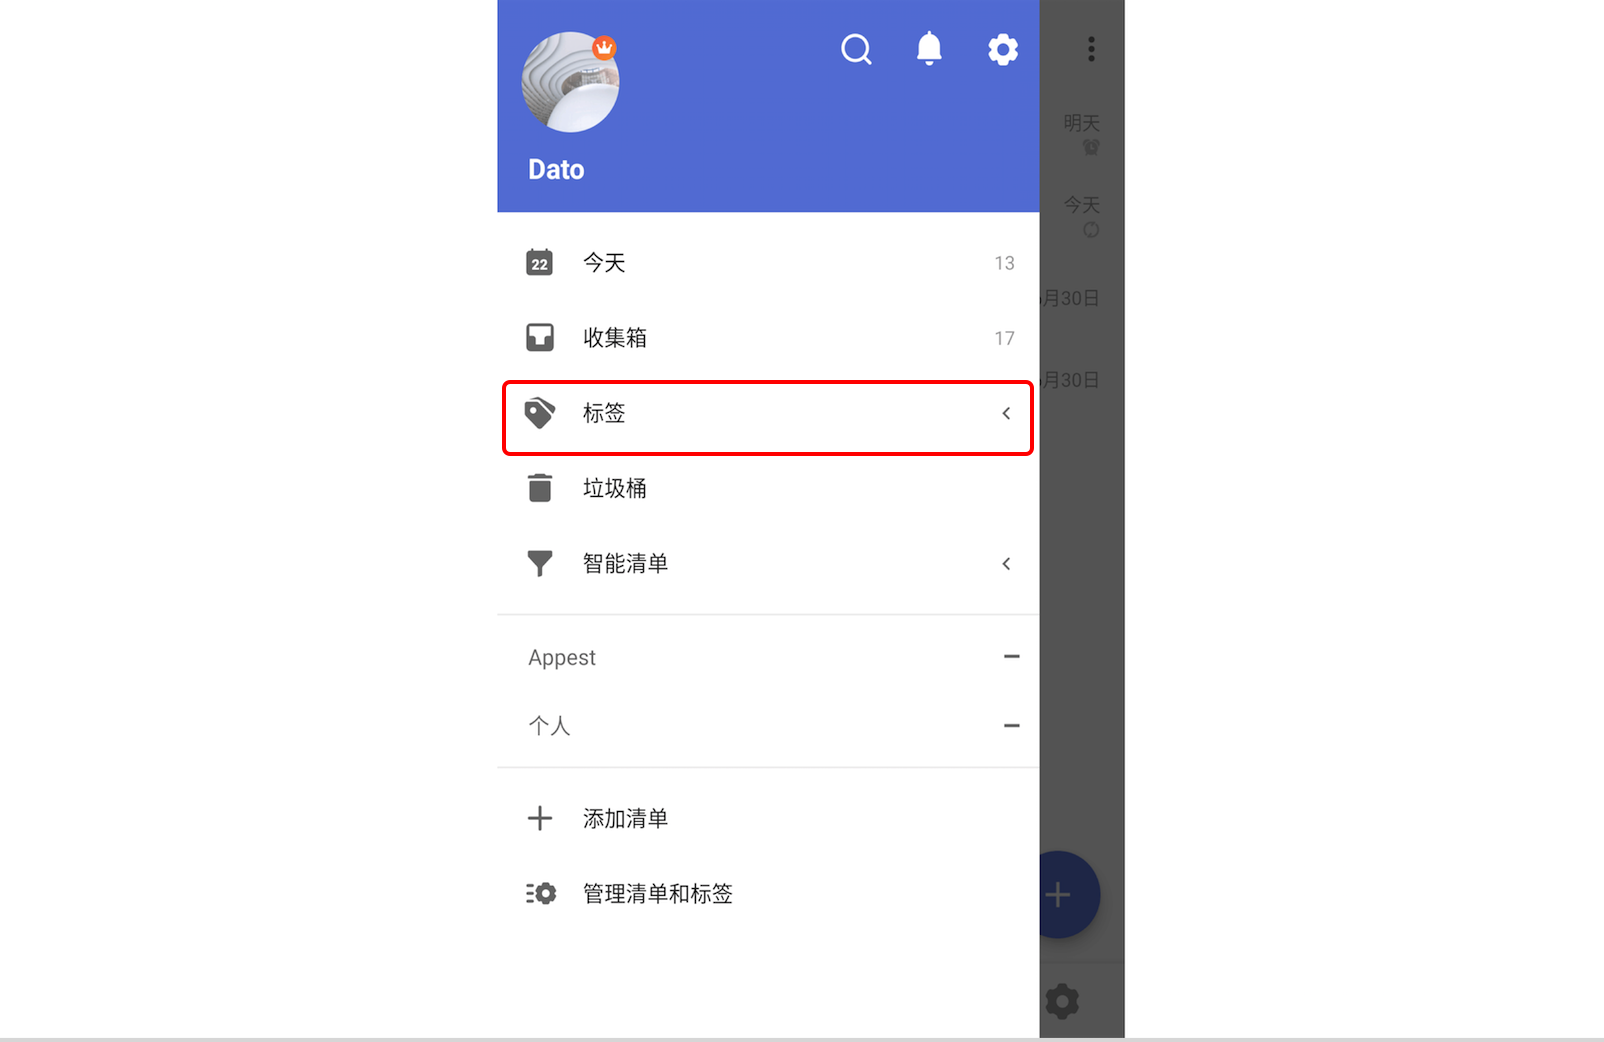 Dato
22
今天
13
收集箱
17
标签
垃圾桶
智能清单
Appest
个人
添加清单
管理清单和标签
明天
今天
月30日
月30日